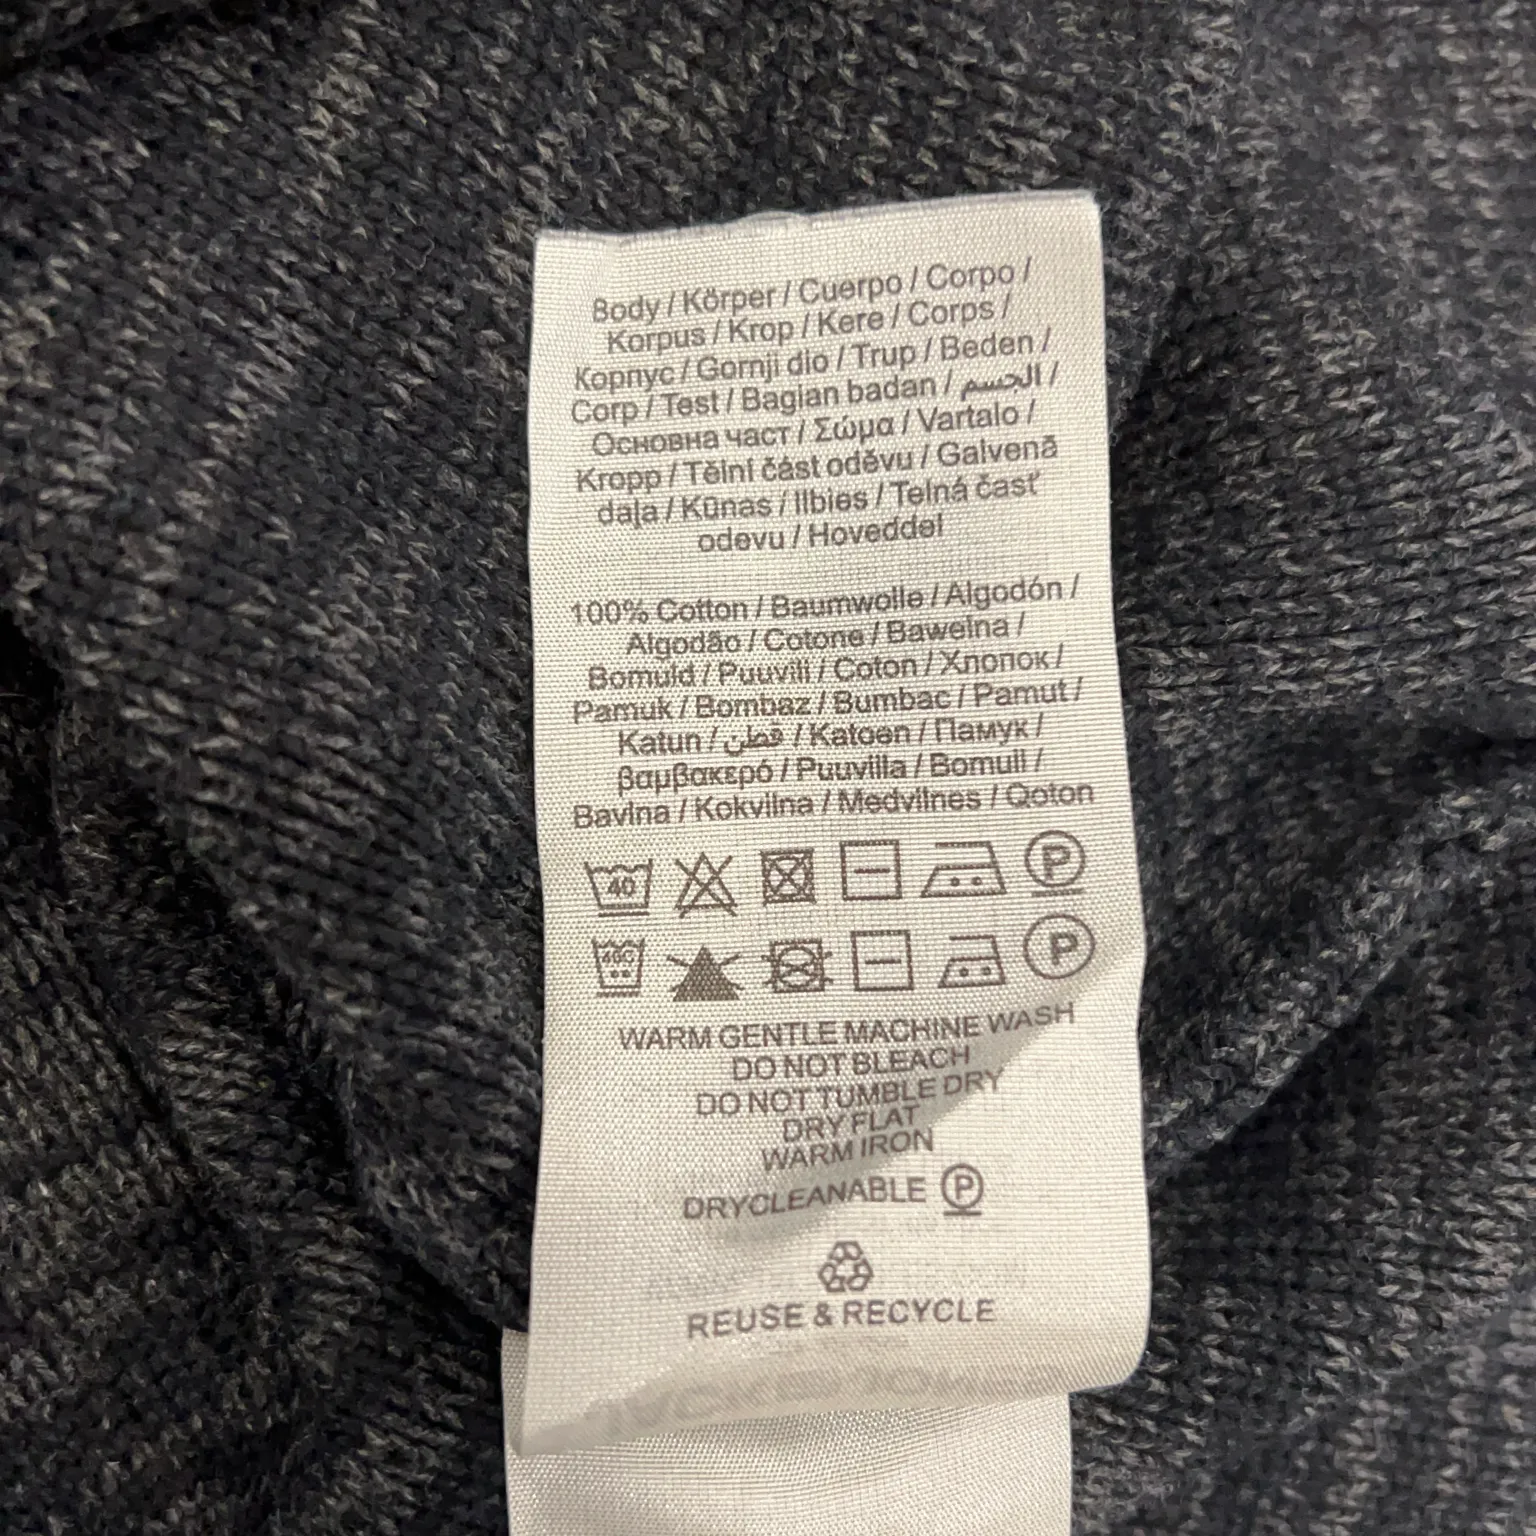 Body / Körper / Cuerpo / Corpo /
Korpus / Krop / Kere / Corps /
Корпус / Gornji dio / Trup / Beden /
Corp / Test / Bagian badan / الجسم /
Основна част / Σώμα / Vartalo /
Kropp / Tělní část oděvu / Galvenā
daļa / Kūnas / Ilbies / Telná časť
odevu / Hoveddel
100% Cotton / Baumwolle / Algodón /
Algodão / Cotone / Bawełna /
Bomuld / Puuvill / Coton / Хлопок /
Pamuk / Bombaz / Bumbac / Pamut /
Katun / قطن / Katoen / Памук /
βαμβακερό / Puuvilla / Bomull /
Bavlna / Kokvilna / Medvilnes / Qoton
40 P
40C P
WARM GENTLE MACHINE WASH
DO NOT BLEACH
DO NOT TUMBLE DRY
DRY FLAT
WARM IRON
DRYCLEANABLE P
REUSE & RECYCLE